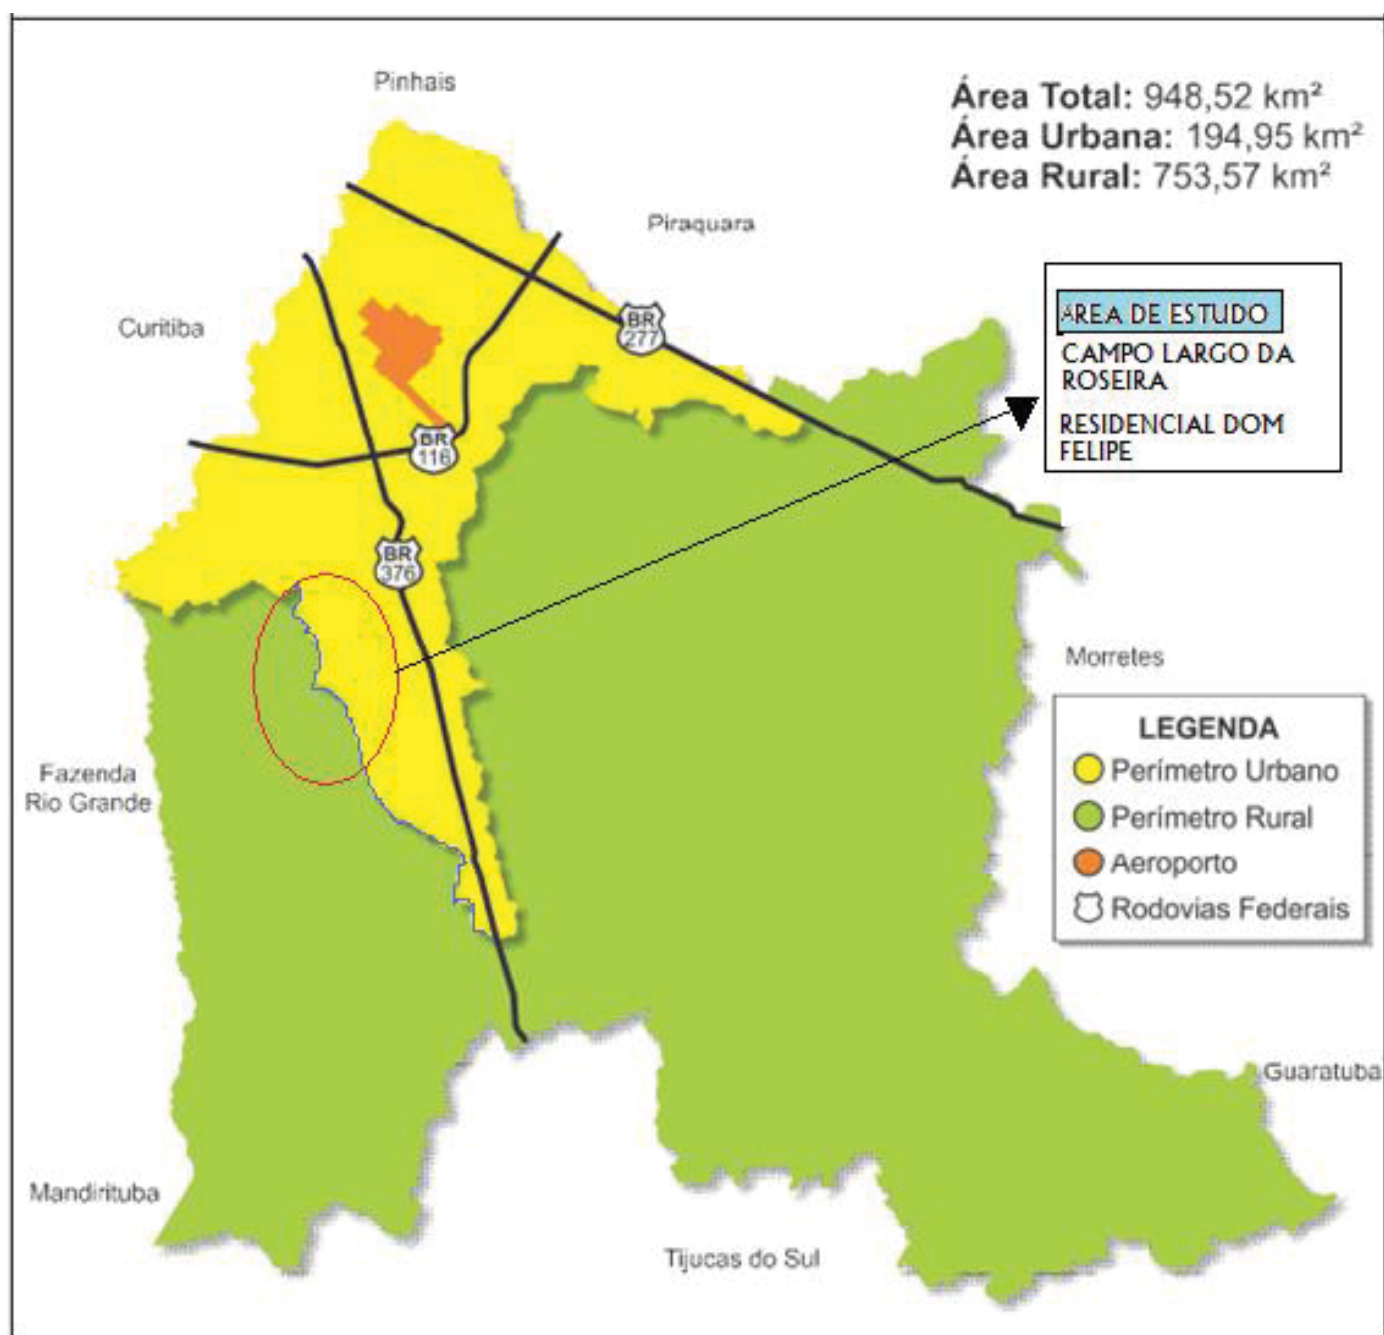 Pinhais
Área Total: 948,52 km²
Área Urbana: 194,95 km²
Área Rural: 753,57 km²
Piraquara
Curitiba
BR
277
AREA DE ESTUDO
CAMPO LARGO DA
ROSEIRA
RESIDENCIAL DOM
FELIPE
BR
116
BR
376
Morretes
LEGENDA
Perímetro Urbano
Perímetro Rural
Aeroporto
Rodovias Federais
Fazenda
Rio Grande
Guaratuba
Mandirituba
Tijucas do Sul